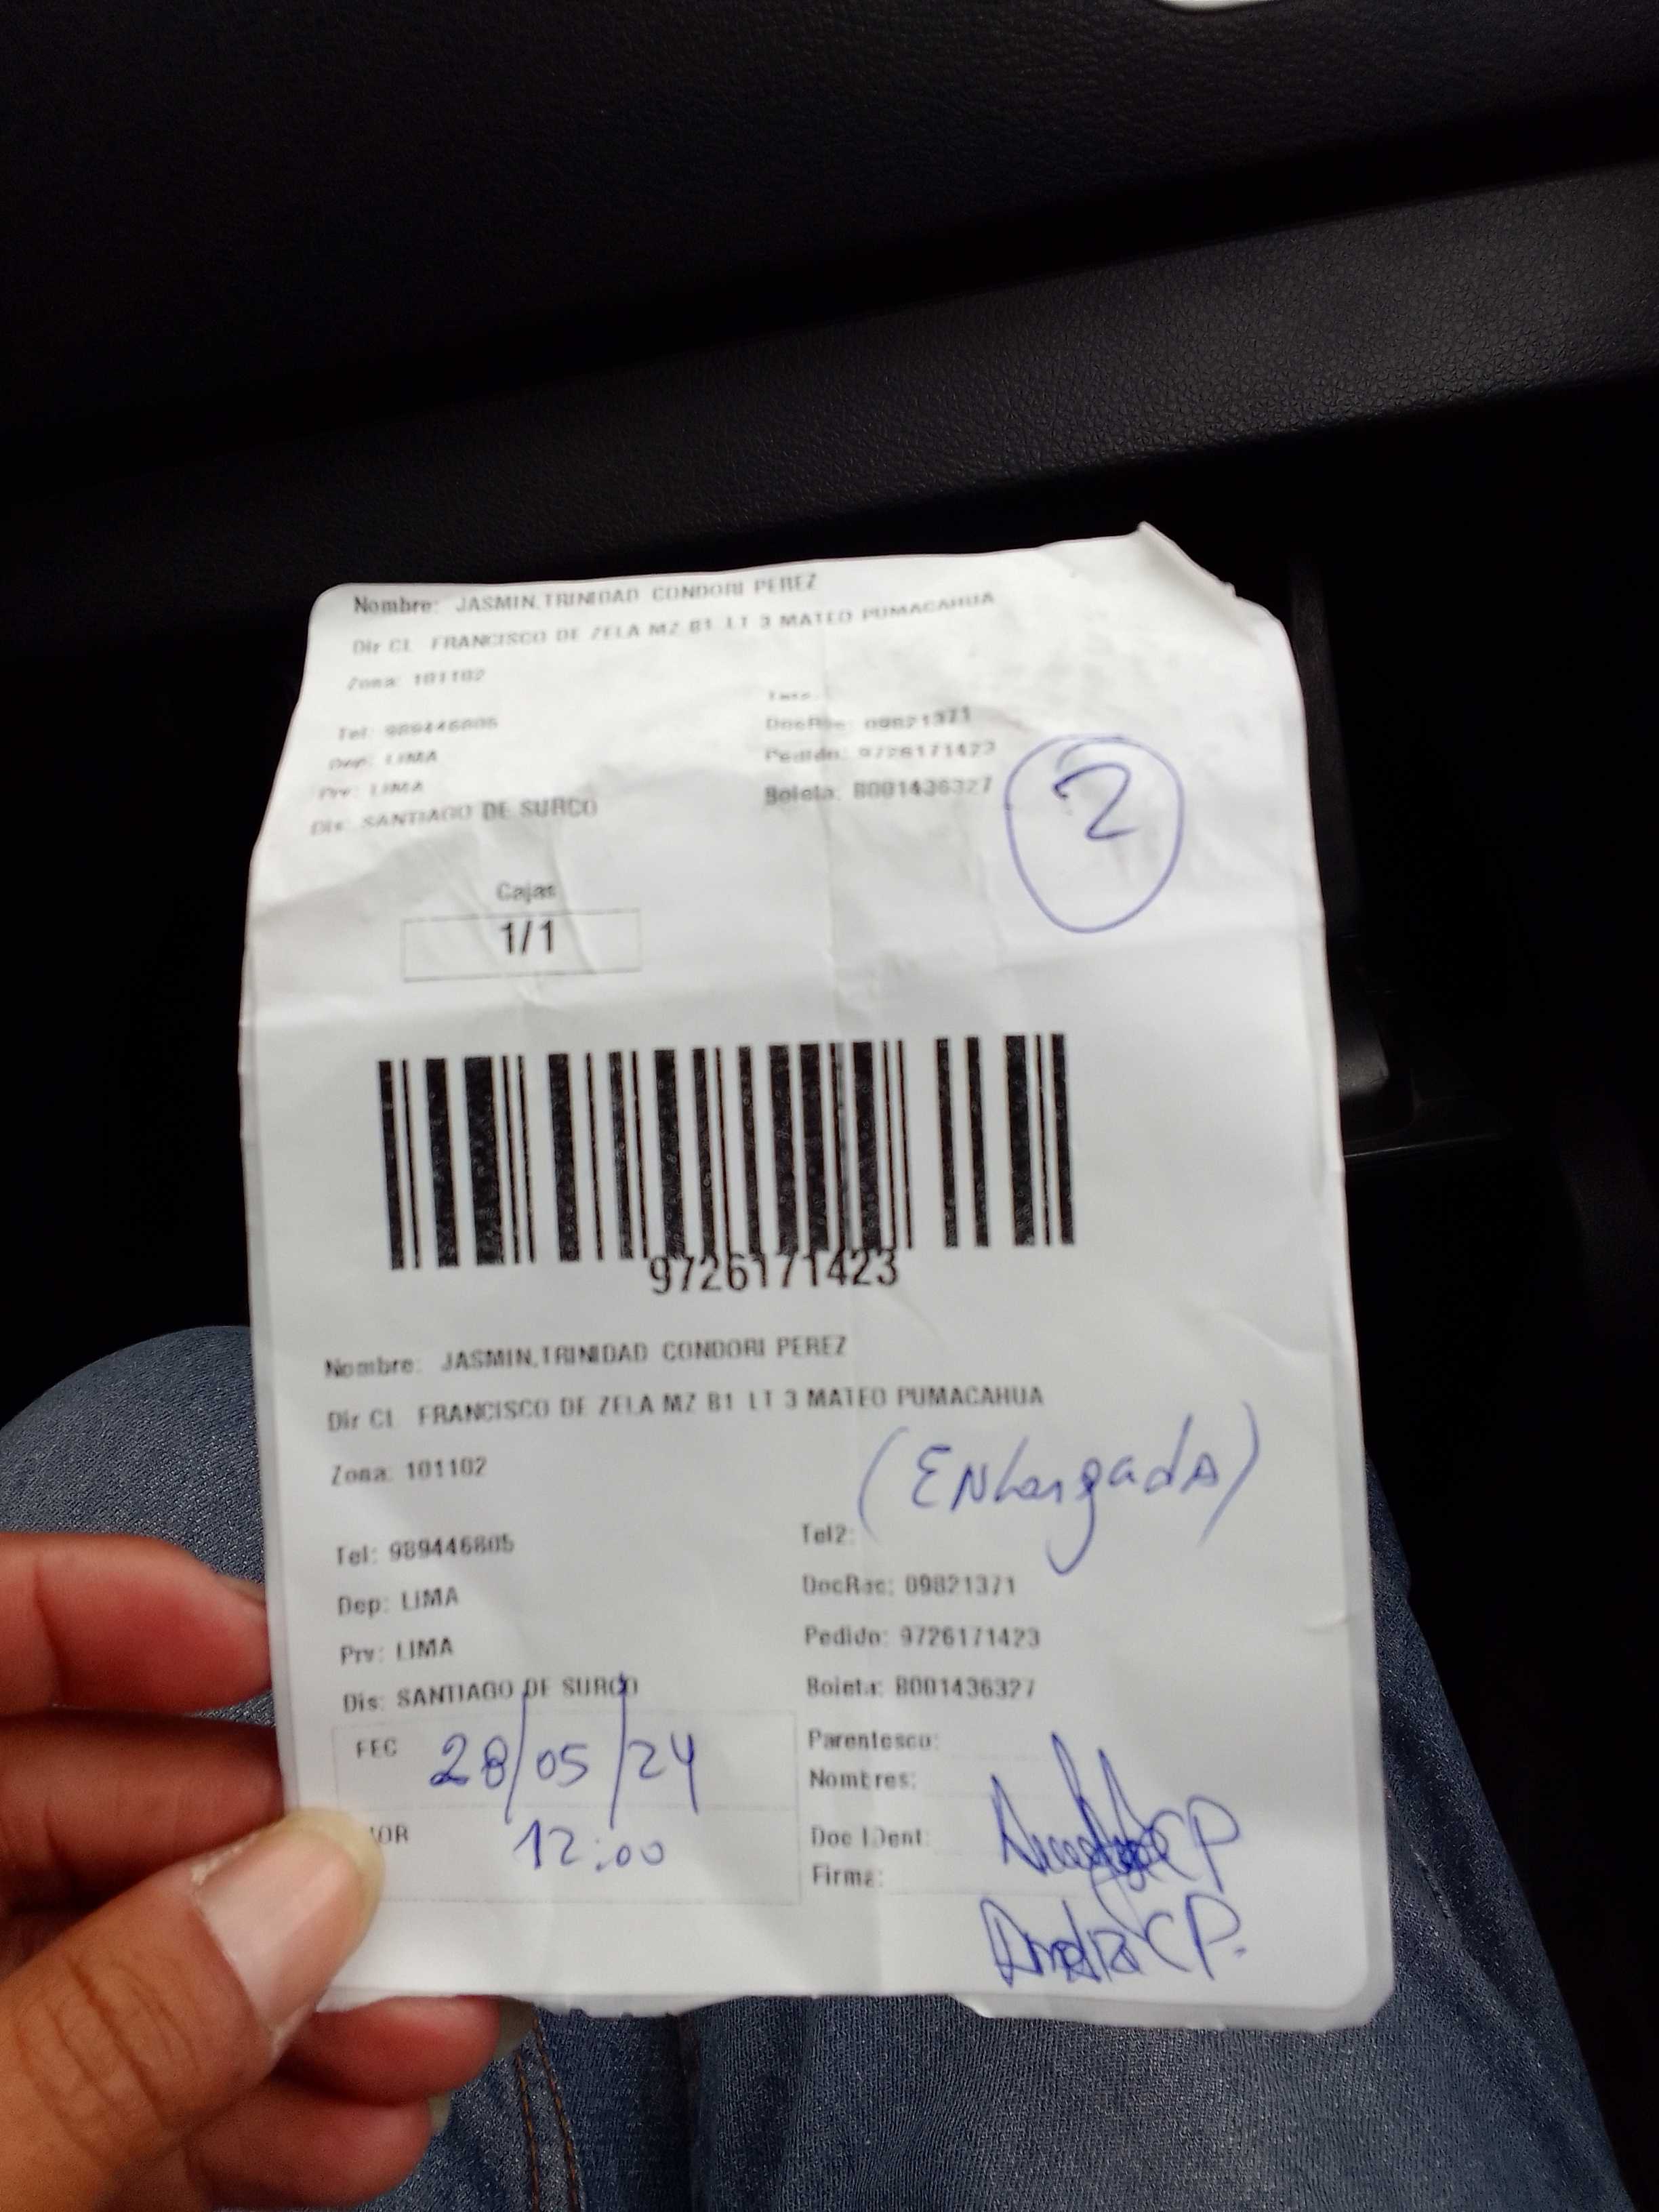 Nombre: JASMIN,TRINIDAD CONDORI PEREZ
Dir CL FRANCISCO DE ZELA MZ B1 LT 3 MATEO PUMACAHUA
Zona: 101102
Tel: 989446805
DocRac: 09821371
Dep: LIMA
Pedido: 9726171423
Prv: LIMA
Boleta: B001436327
Dis: SANTIAGO DE SURCO
2
Cajas
1/1
9726171423
Nombre: JASMIN,TRINIDAD CONDORI PEREZ
Dir CL FRANCISCO DE ZELA MZ B1 LT 3 MATEO PUMACAHUA
(ENcargada)
Zona: 101102
Tel: 989446805 Tel2:
Dep: LIMA DocRac: 09821371
Prv: LIMA Pedido: 9726171423
Dis: SANTIAGO DE SURCO Boleta: B001436327
FEC 28/05/24
Parentesco:
Nombres:
HOR 12:00
Doc IDent:
Firma: